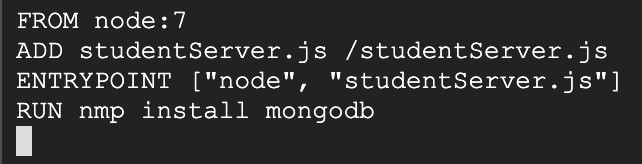 FROM node:7
ADD studentServer.js /studentServer.js
ENTRYPOINT ["node", "studentServer.js"]
RUN nmp install mongodb